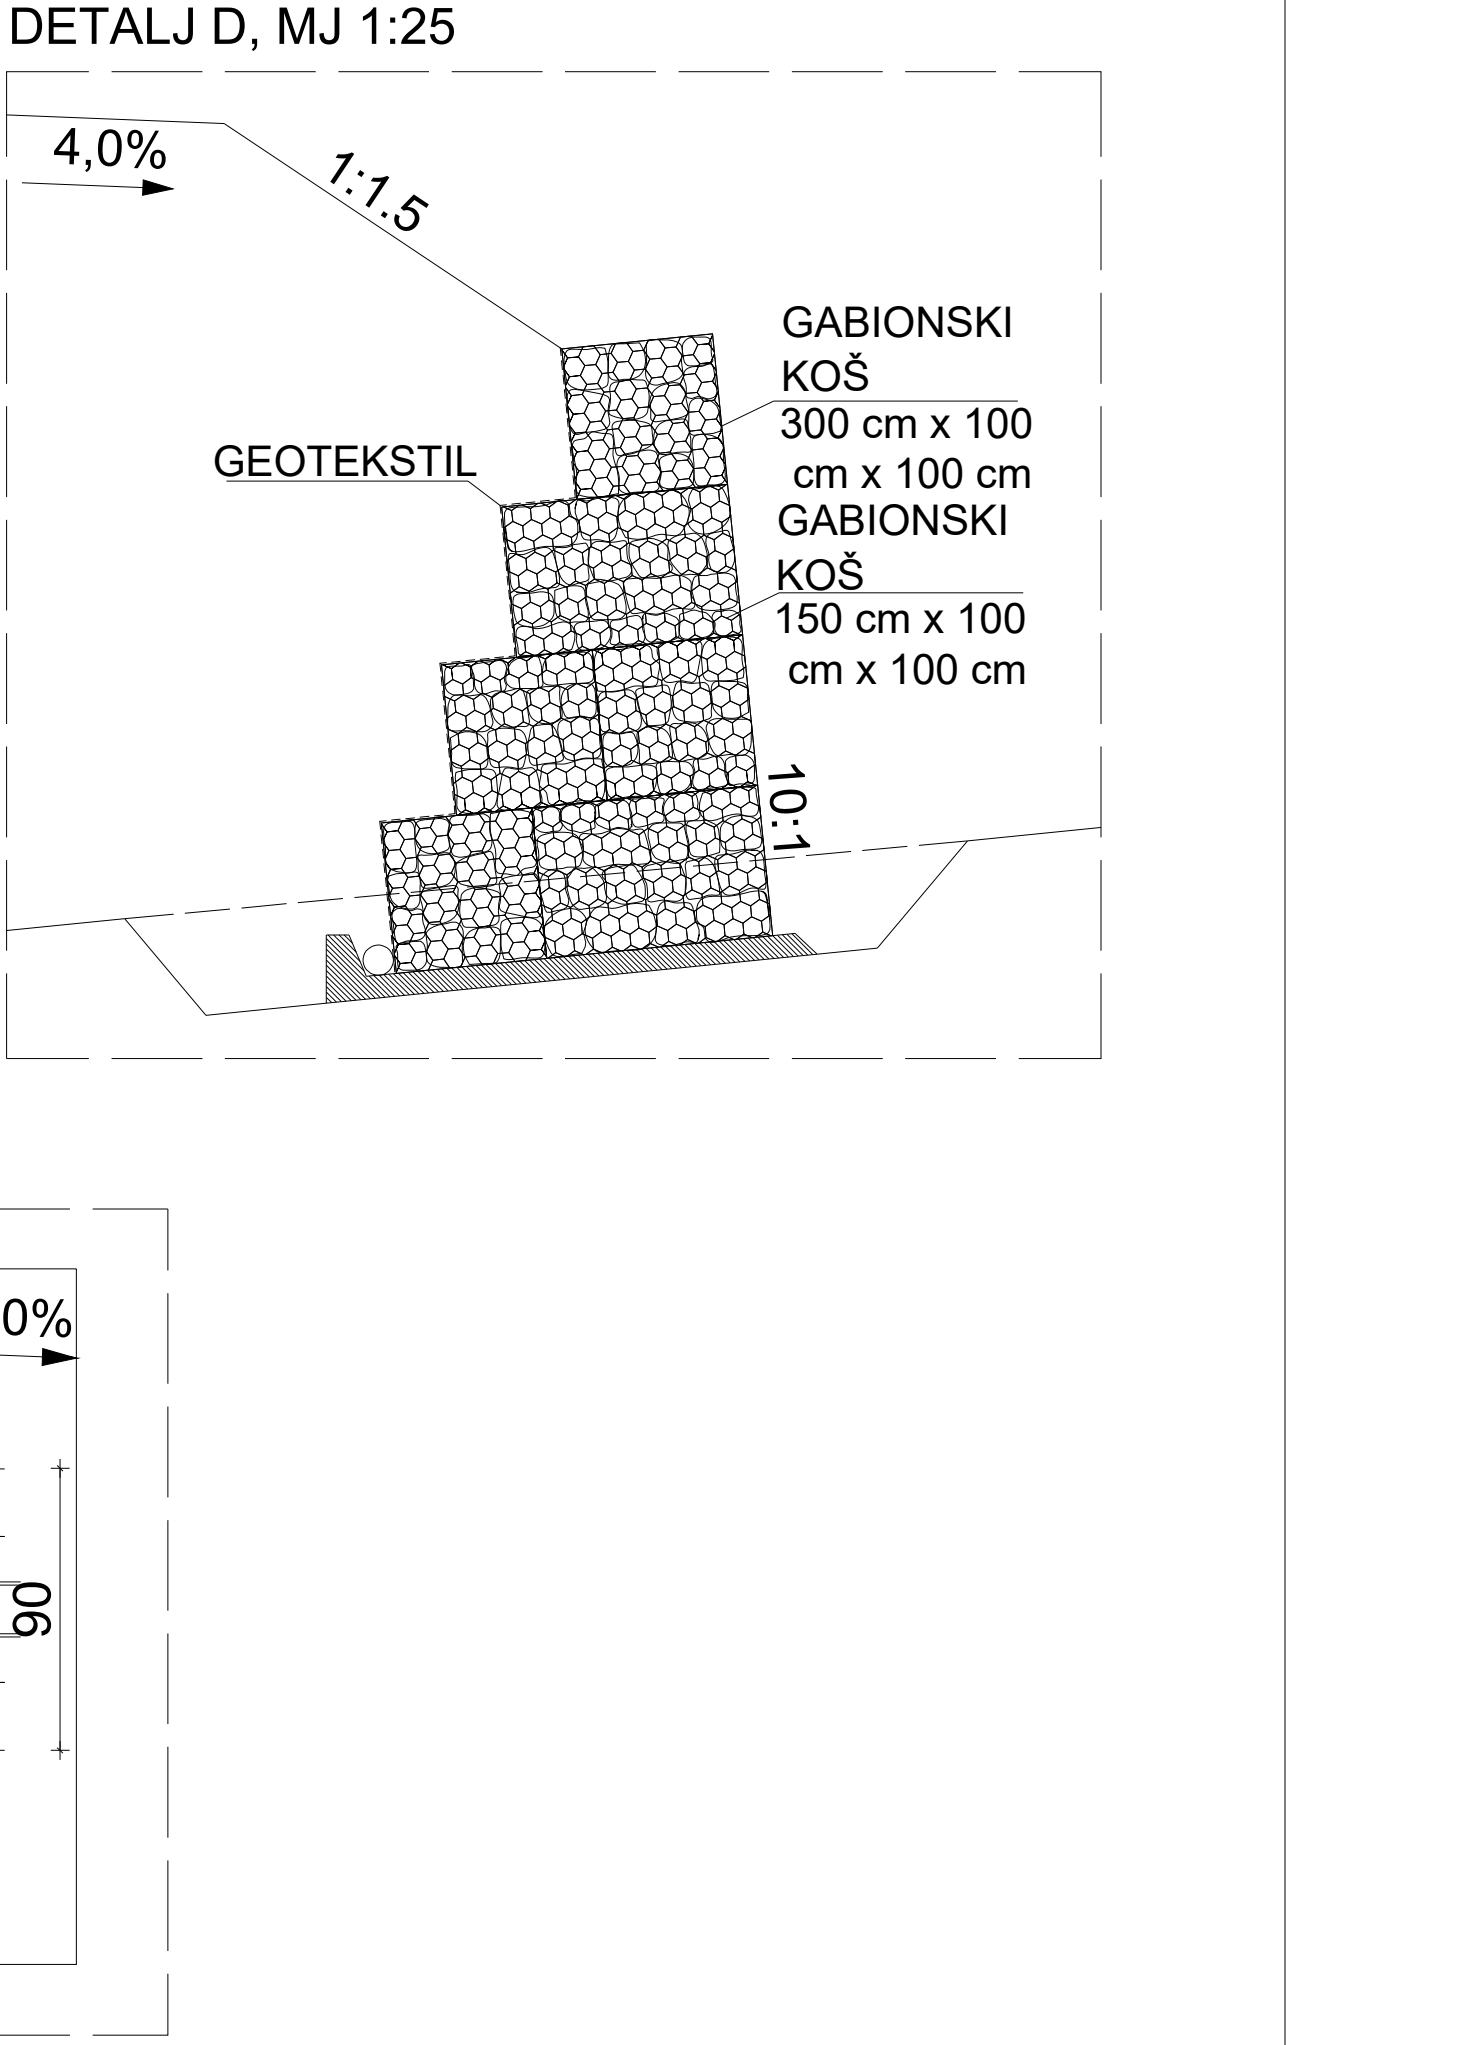 DETALJ D, MJ 1:25
4,0%
1:1.5
GABIONSKI
KOŠ
300 cm x 100
cm x 100 cm
GEOTEKSTIL
GABIONSKI
KOŠ
150 cm x 100
cm x 100 cm
10:1
0%
90